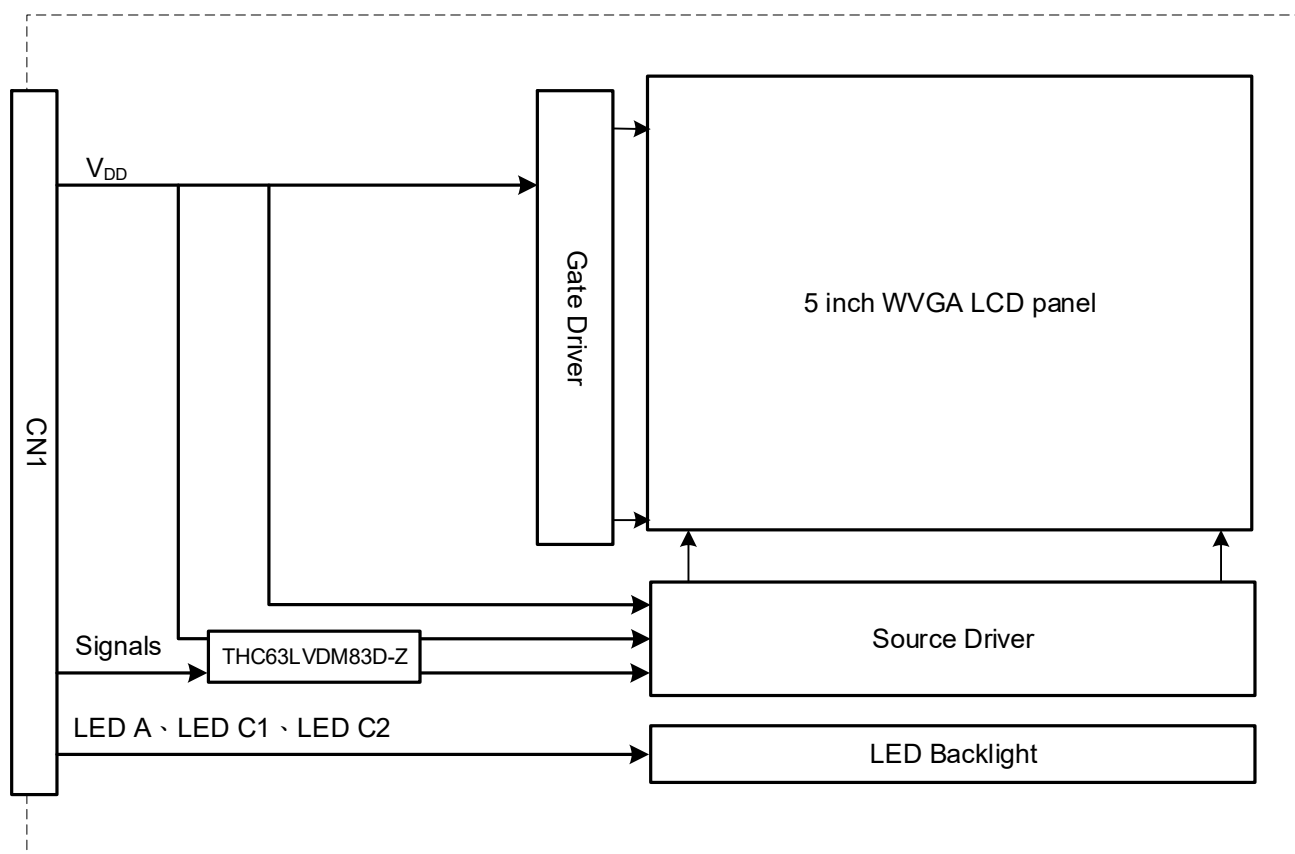 V_DD
Gate Driver
5 inch WVGA LCD panel
CN1
Signals
THC63LVDM83D-Z
Source Driver
LED A、LED C1、LED C2
LED Backlight